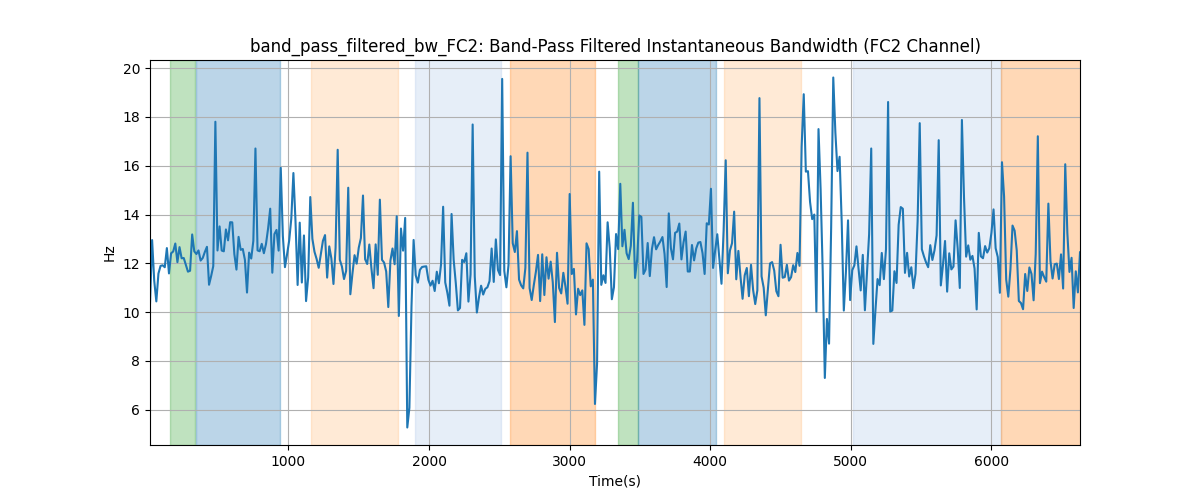 band_pass_filtered_bw_FC2: Band-Pass Filtered Instantaneous Bandwidth (FC2 Channel)
20
18
16
14
12
10
8
6
Hz
1000 2000 3000 4000 5000 6000
Time(s)